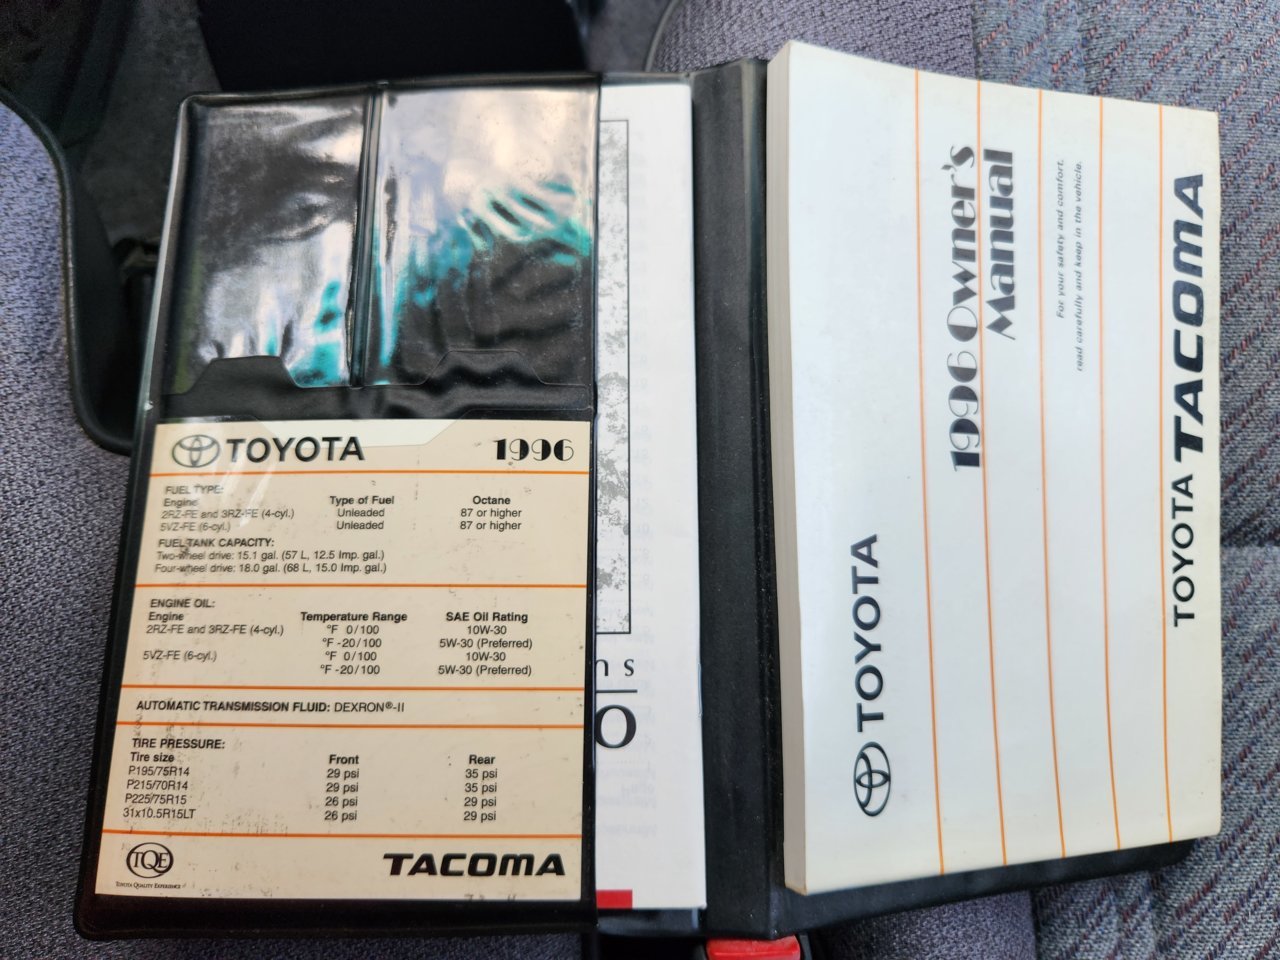 TOYOTA 1996
FUEL TYPE:
Engine Type of Fuel Octane
2RZ-FE and 3RZ-FE (4-cyl.) Unleaded 87 or higher
5VZ-FE (6-cyl.) Unleaded 87 or higher
FUEL TANK CAPACITY:
Two-wheel drive: 15.1 gal. (57 L, 12.5 Imp. gal.)
Four-wheel drive: 18.0 gal. (68 L, 15.0 Imp. gal.)
ENGINE OIL:
Engine Temperature Range SAE Oil Rating
2RZ-FE and 3RZ-FE (4-cyl.) °F 0/100 10W-30
°F -20/100 5W-30 (Preferred)
5VZ-FE (6-cyl.) °F 0/100 10W-30
°F -20/100 5W-30 (Preferred)
AUTOMATIC TRANSMISSION FLUID: DEXRON®-II
TIRE PRESSURE:
Tire size Front Rear
P195/75R14 29 psi 35 psi
P215/70R14 29 psi 35 psi
P225/75R15 26 psi 29 psi
31x10.5R15LT 26 psi 29 psi
TQE
TOYOTA QUALITY EXPERIENCE
TACOMA
ns
O
TOYOTA
1996 Owner's
Manual
For your safety and comfort,
read carefully and keep in the vehicle.
TOYOTA TACOMA